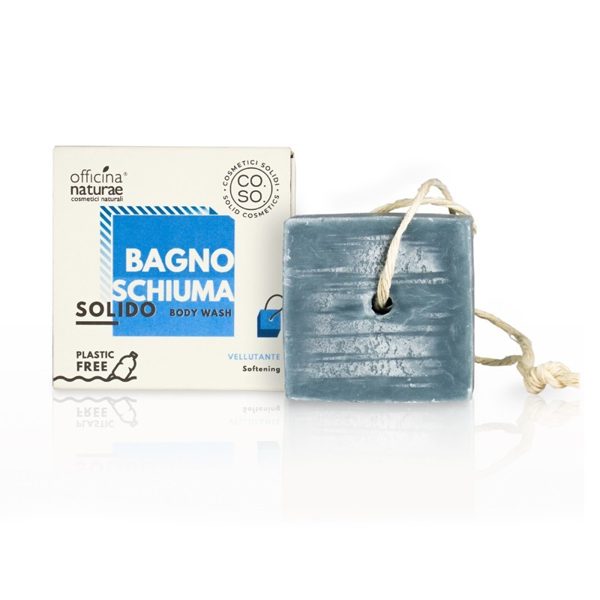 officina®
naturae
cosmetici naturali
COSMETICI SOLIDI
CO.
SO.
SOLID COSMETICS
BAGNO
SCHIUMA
SOLIDO
BODY WASH
VELLUTANTE
Softening
PLASTIC
FREE